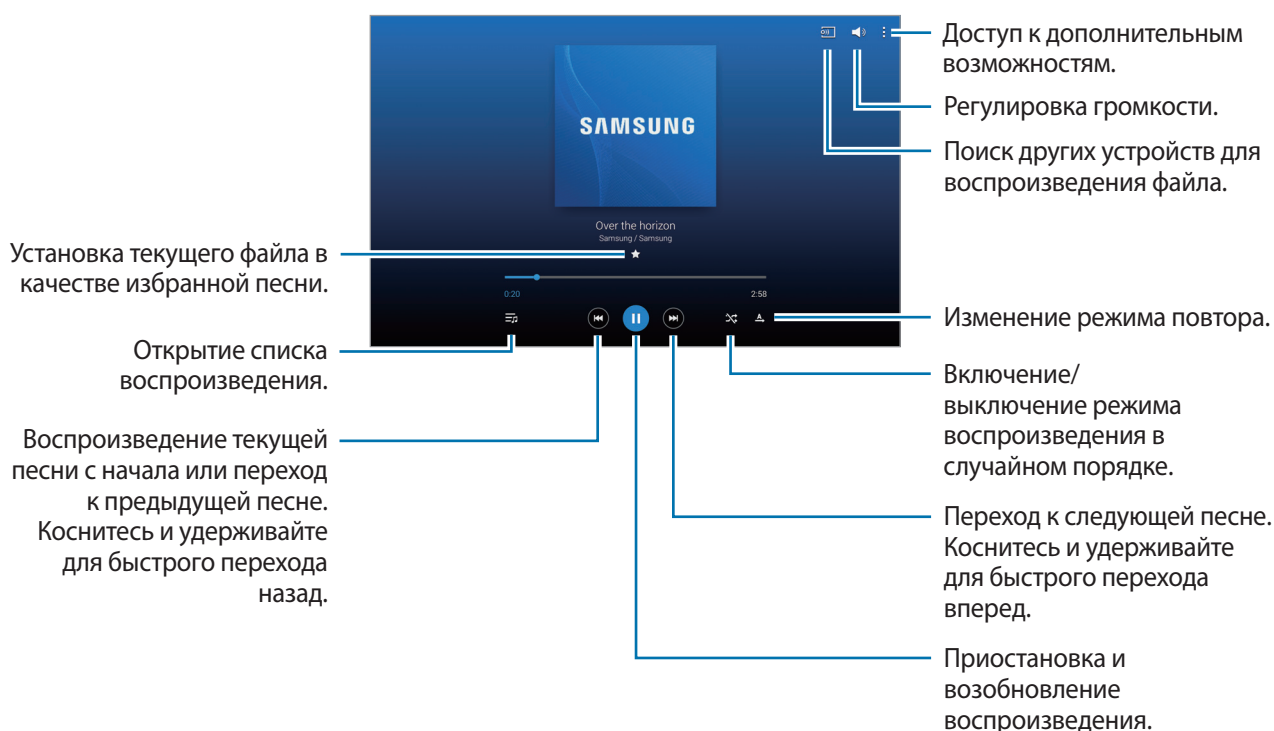 Доступ к дополнительным
возможностям.
Регулировка громкости.
Поиск других устройств для
воспроизведения файла.
SAMSUNG
Over the horizon
Samsung / Samsung
Установка текущего файла в
качестве избранной песни.
0:20
2:58
Изменение режима повтора.
Открытие списка
воспроизведения.
Включение/
выключение режима
воспроизведения в
случайном порядке.
Воспроизведение текущей
песни с начала или переход
к предыдущей песне.
Коснитесь и удерживайте
для быстрого перехода
назад.
Переход к следующей песне.
Коснитесь и удерживайте
для быстрого перехода
вперед.
Приостановка и
возобновление
воспроизведения.